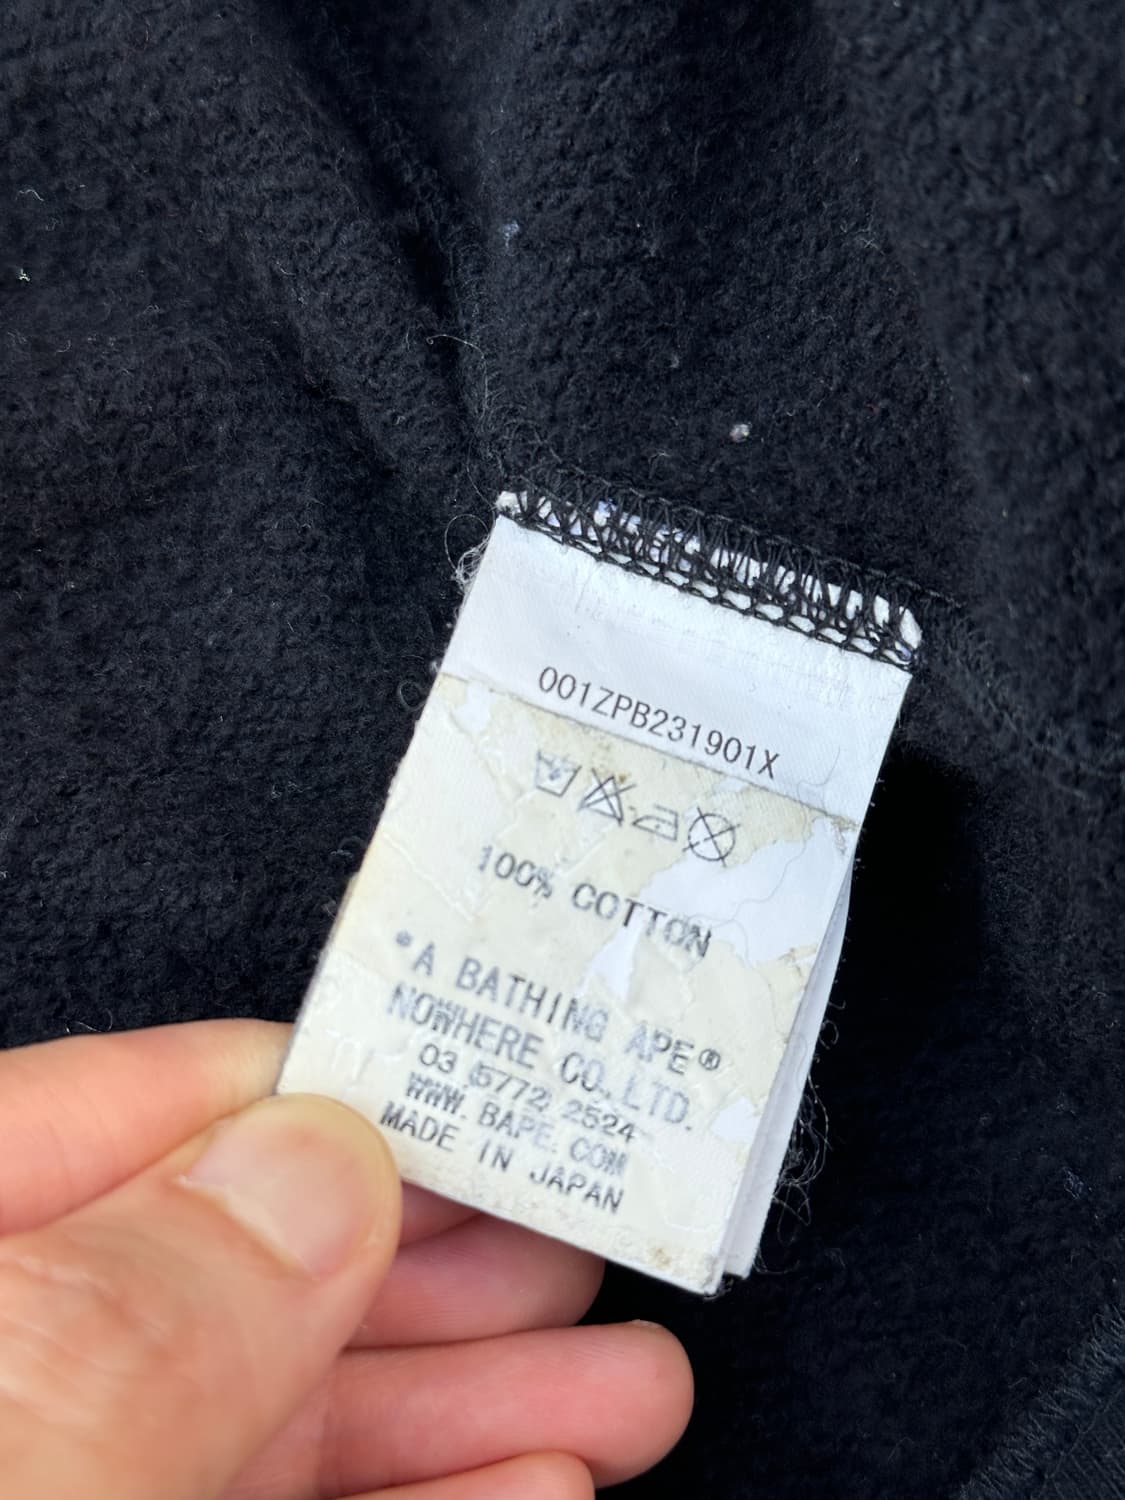 001ZPB231901X
100% COTTON
*A BATHING APE®
NOWHERE CO.,LTD.
03 (5772) 2524
WWW. BAPE. COM
MADE IN JAPAN